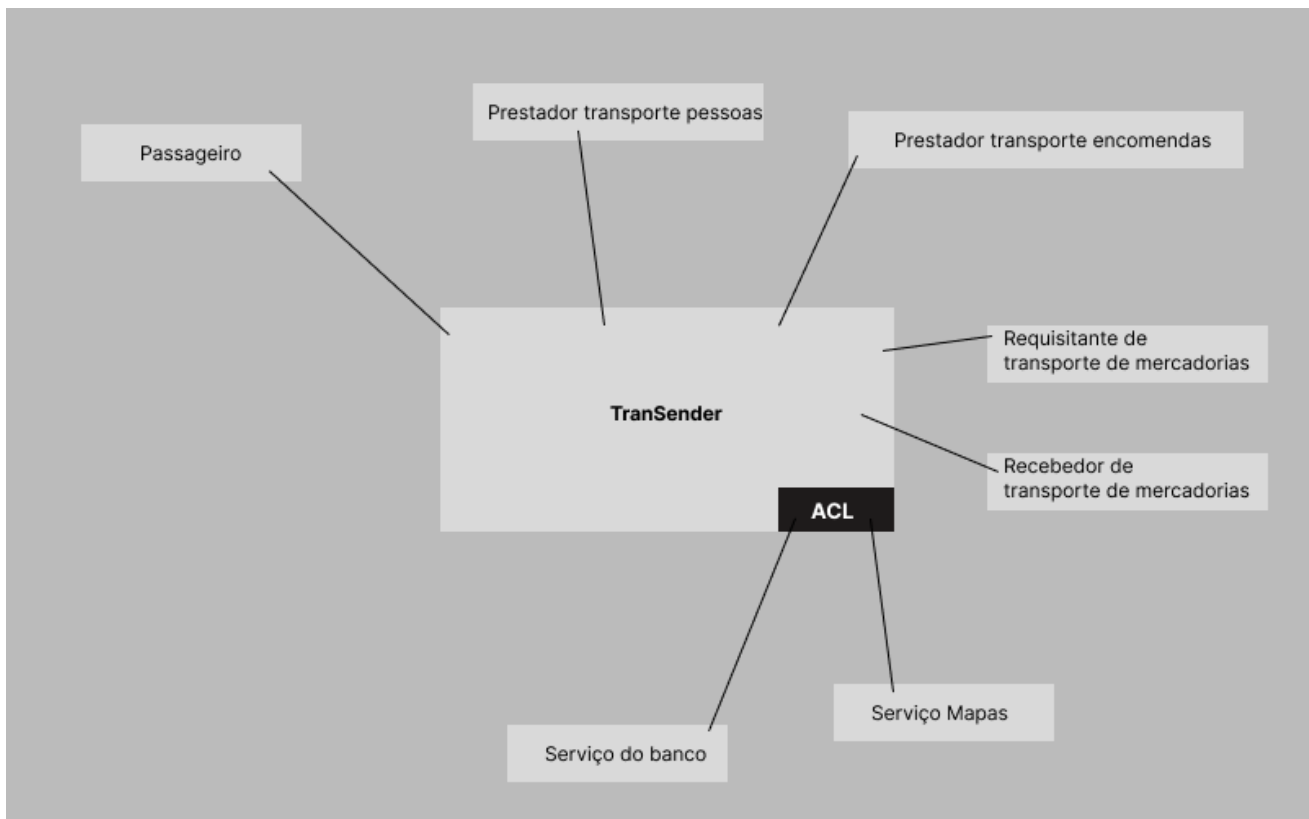 Prestador transporte pessoas
Prestador transporte encomendas
Passageiro
Requisitante de
transporte de mercadorias
TranSender
Recebedor de
transporte de mercadorias
ACL
Serviço Mapas
Serviço do banco